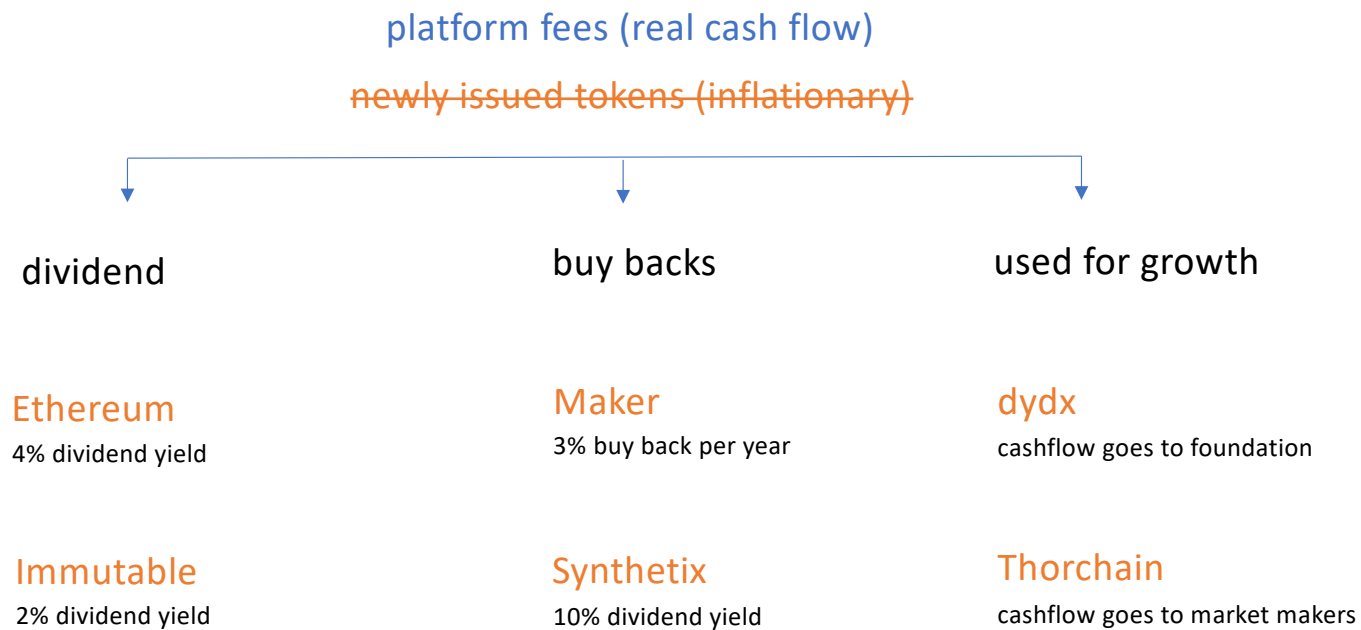 platform fees (real cash flow)
newly issued tokens (inflationary)
dividend
buy backs
used for growth
Ethereum
4% dividend yield
Maker
3% buy back per year
dydx
cashflow goes to foundation
Immutable
2% dividend yield
Synthetix
10% dividend yield
Thorchain
cashflow goes to market makers